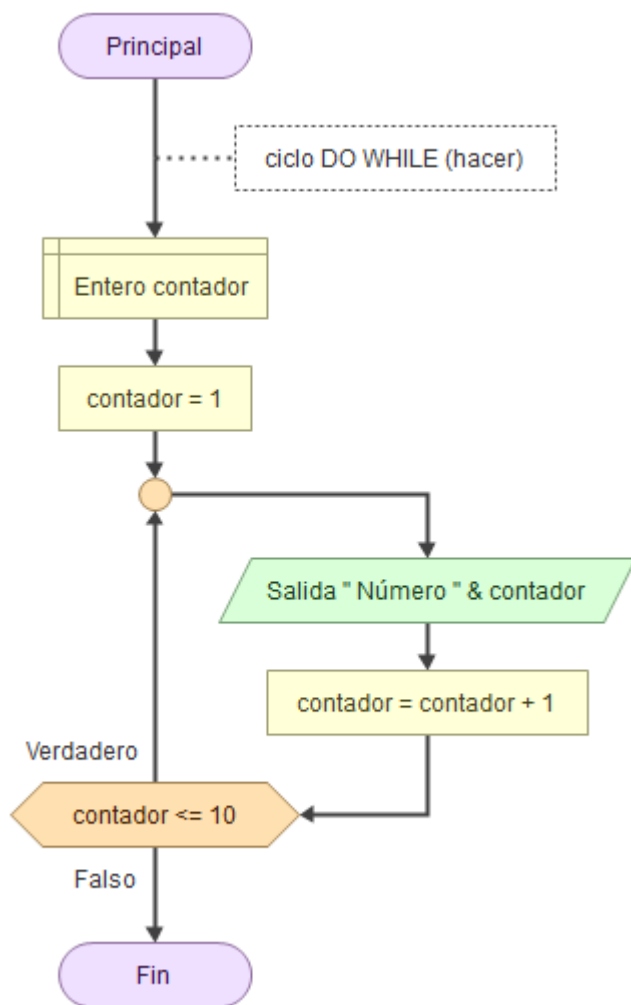 Principal
ciclo DO WHILE (hacer)
Entero contador
contador = 1
Salida " Número " & contador
contador = contador + 1
Verdadero
contador <= 10
Falso
Fin